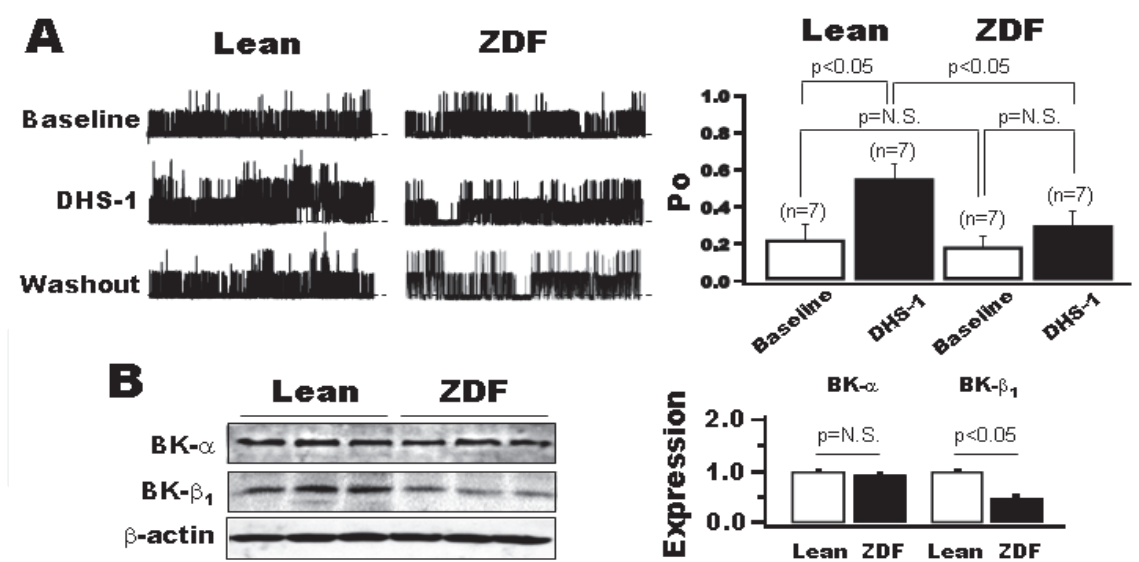 A
Lean ZDF
Baseline
DHS-1
Washout
Lean ZDF
p<0.05 p<0.05
p=N.S. p=N.S.
(n=7)
(n=7) (n=7) (n=7)
Po
1.0
0.8
0.6
0.4
0.2
0.0
Baseline DHS-1 Baseline DHS-1
B
Lean ZDF
BK-α
BK-β1
β-actin
BK-α BK-β1
Expression
2.0
1.0
0.0
p=N.S. p<0.05
Lean ZDF Lean ZDF